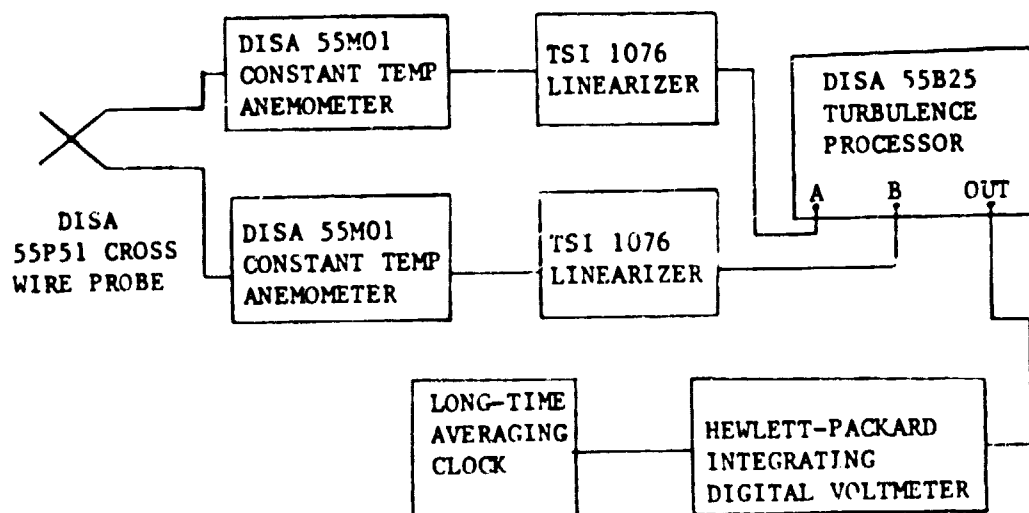 DISA 55M01
CONSTANT TEMP
ANEMOMETER
TSI 1076
LINEARIZER
DISA 55B25
TURBULENCE
PROCESSOR
A B OUT
DISA
55P51 CROSS
WIRE PROBE
DISA 55M01
CONSTANT TEMP
ANEMOMETER
TSI 1076
LINEARIZER
LONG-TIME
AVERAGING
CLOCK
HEWLETT-PACKARD
INTEGRATING
DIGITAL VOLTMETER